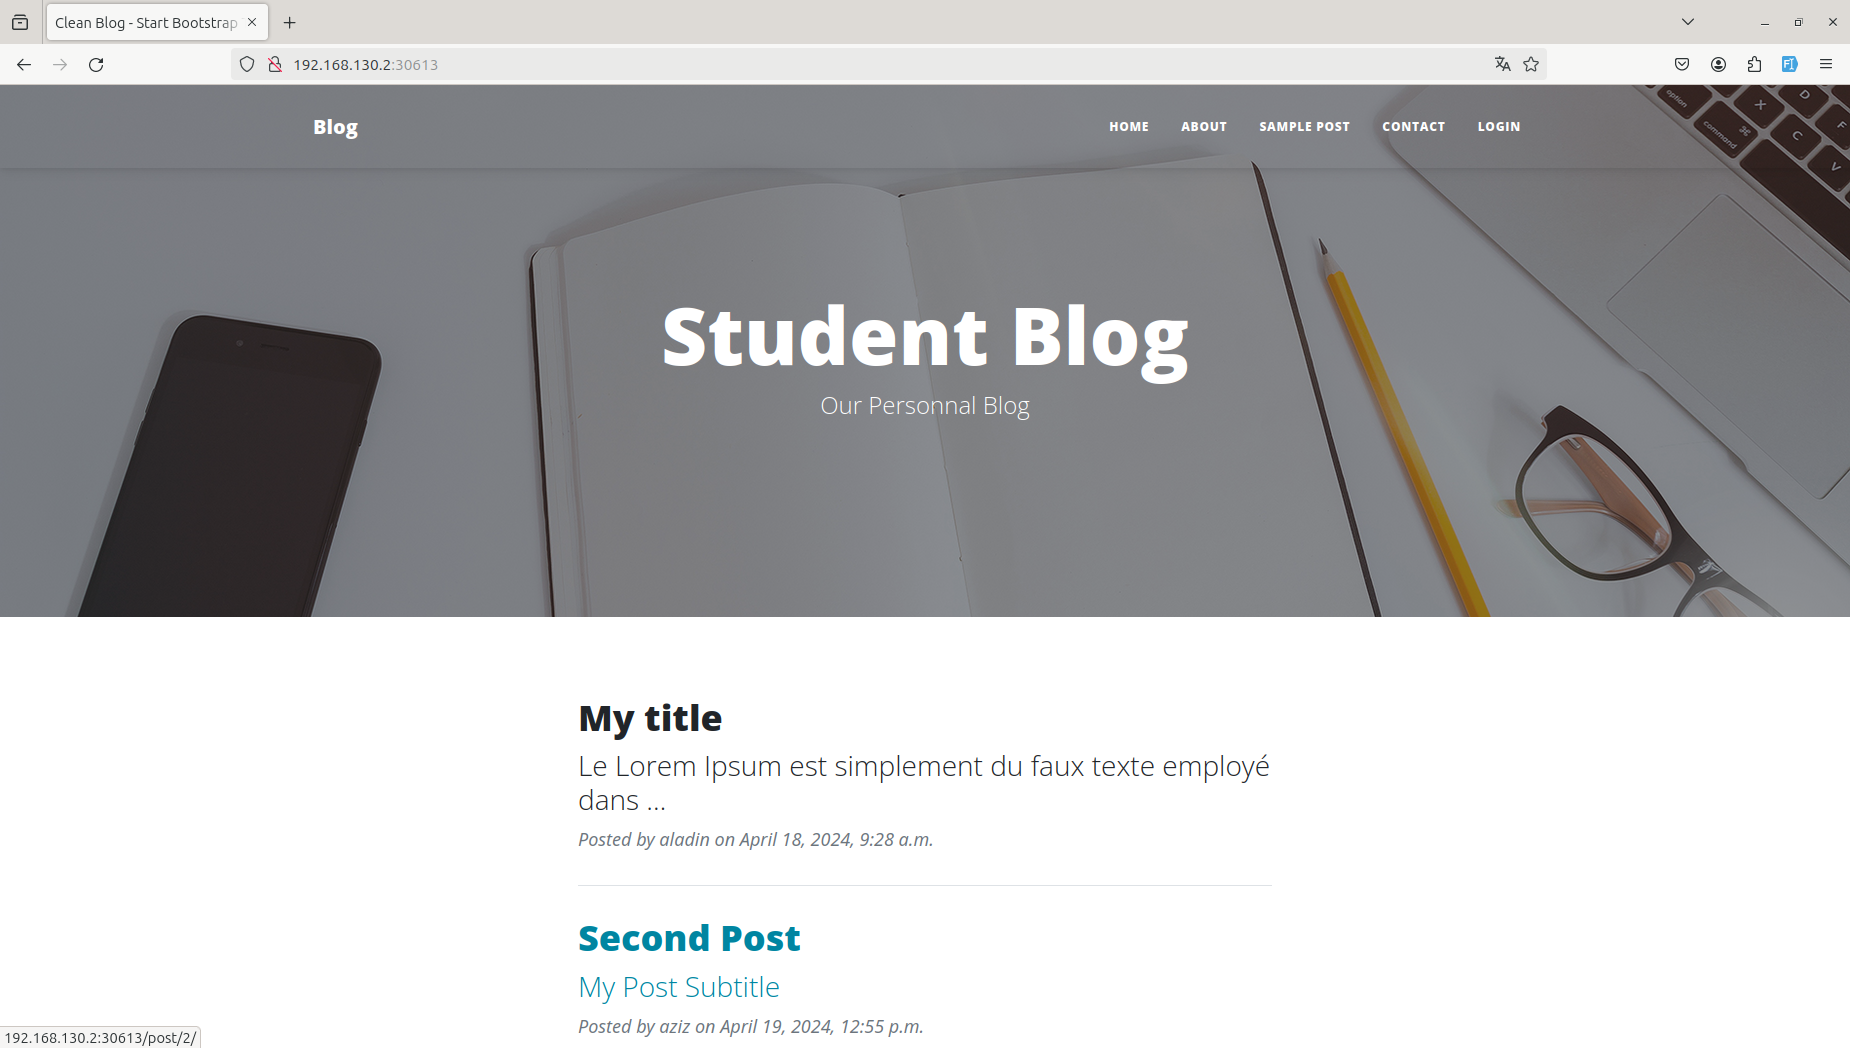 Clean Blog - Start Bootstrap
192.168.130.2:30613
Blog
HOME ABOUT SAMPLE POST CONTACT LOGIN
option
command
X
D
C
F
V
Student Blog
Our Personnal Blog
My title
Le Lorem Ipsum est simplement du faux texte employé
dans ...
Posted by aladin on April 18, 2024, 9:28 a.m.
Second Post
My Post Subtitle
Posted by aziz on April 19, 2024, 12:55 p.m.
192.168.130.2:30613/post/2/